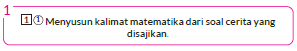 1
1 ① Menyusun kalimat matematika dari soal cerita yang
disajikan.